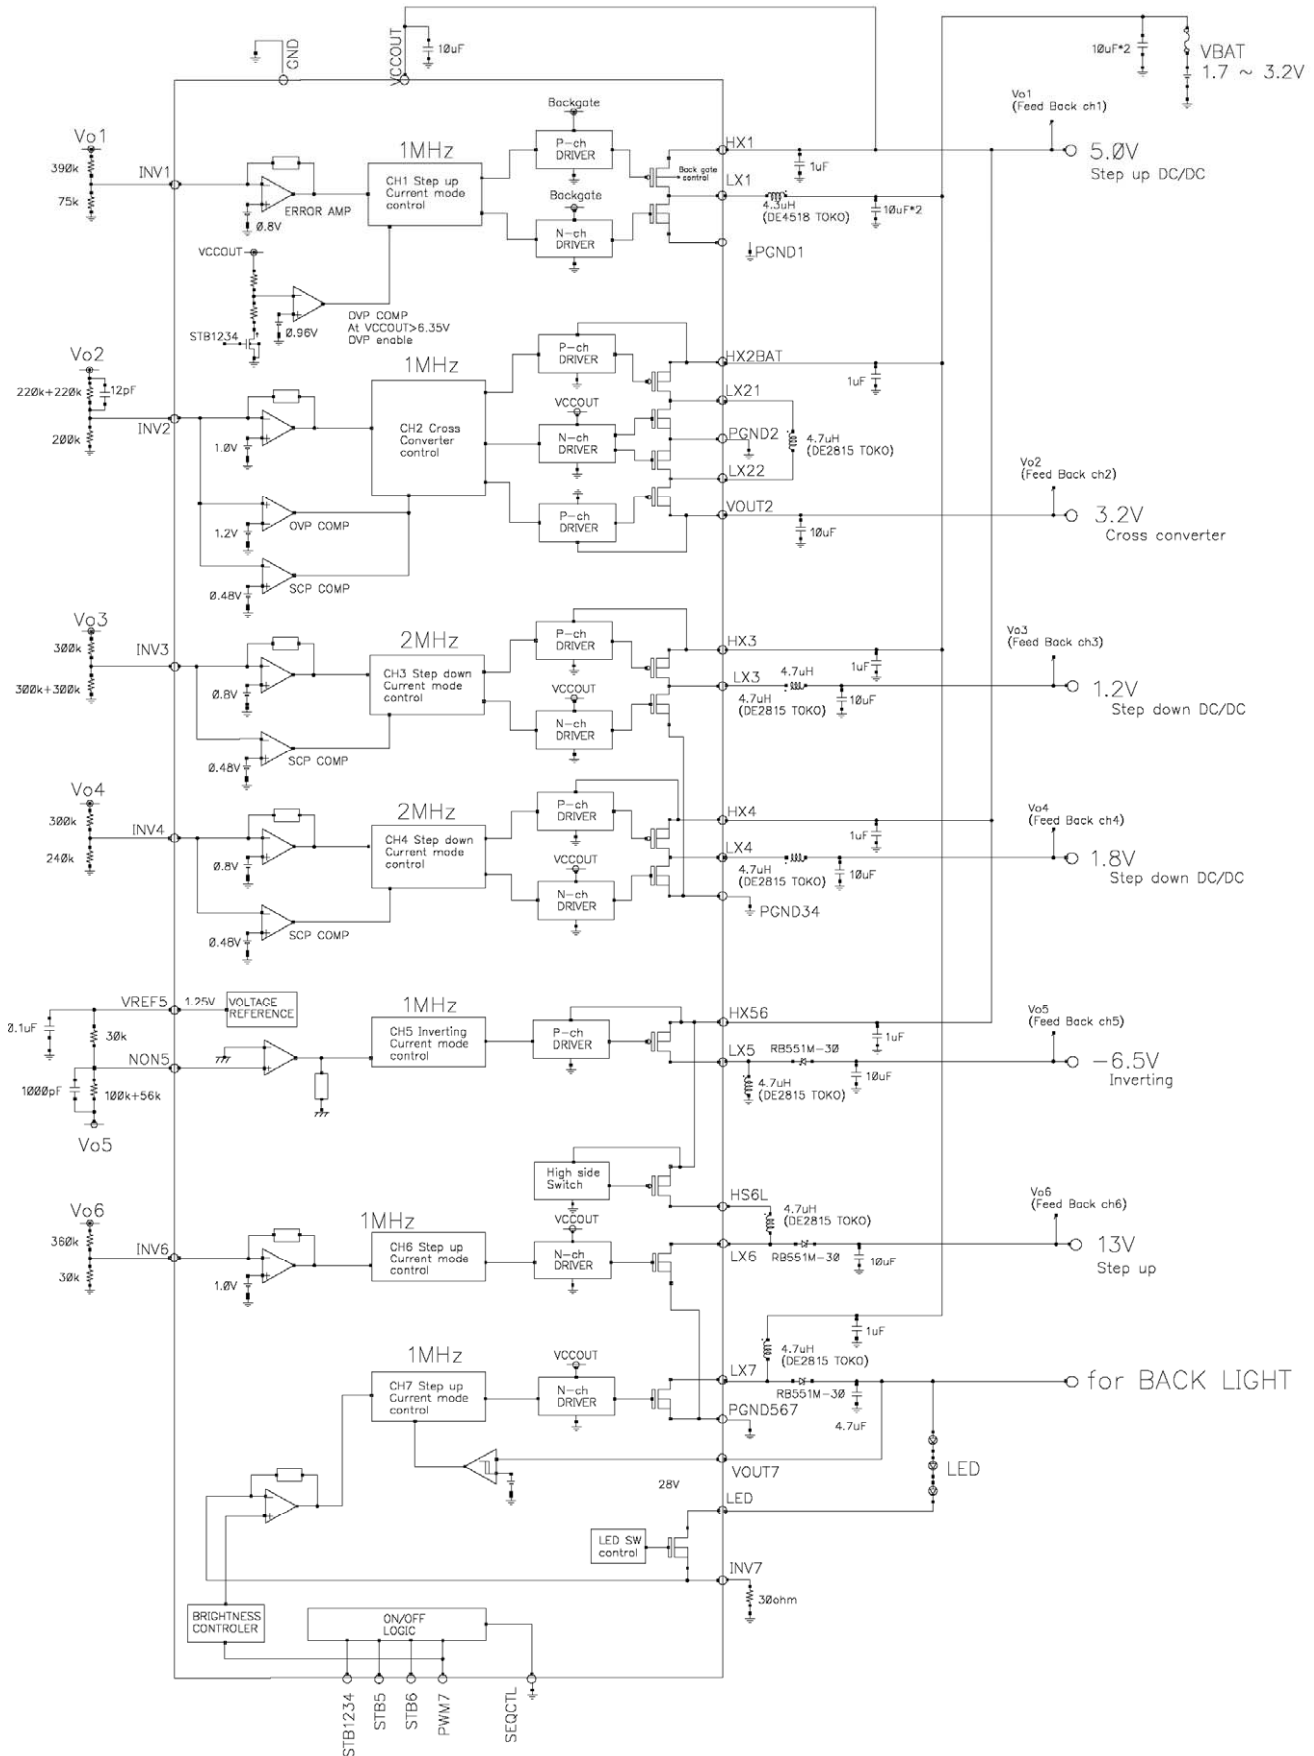 GND
VCCOUT
10uF
10uF*2
VBAT
1.7 ~ 3.2V
Vo1
(Feed Back ch1)
Vo1
390k
75k
INV1
ERROR AMP
0.8V
1MHz
CH1 Step up
Current mode
control
Backgate
P-ch
DRIVER
Backgate
N-ch
DRIVER
HX1
Back gate
control
LX1
1uF
4.3uH
(DE4518 TOKO)
10uF*2
PGND1
5.0V
Step up DC/DC
VCCOUT
STB1234
0.96V
OVP COMP
At VCCOUT>6.35V
OVP enable
Vo2
220k+220k
12pF
200k
INV2
1.0V
1.2V
OVP COMP
0.48V
SCP COMP
1MHz
CH2 Cross
Converter
control
P-ch
DRIVER
VCCOUT
N-ch
DRIVER
P-ch
DRIVER
HX2BAT
1uF
LX21
PGND2
4.7uH
(DE2815 TOKO)
LX22
VOUT2
10uF
Vo2
(Feed Back ch2)
3.2V
Cross converter
Vo3
300k
300k+300k
INV3
0.8V
0.48V
SCP COMP
2MHz
CH3 Step down
Current mode
control
P-ch
DRIVER
VCCOUT
N-ch
DRIVER
HX3
1uF
LX3
4.7uH
4.7uH
(DE2815 TOKO)
10uF
Vo3
(Feed Back ch3)
1.2V
Step down DC/DC
Vo4
300k
240k
INV4
0.8V
0.48V
SCP COMP
2MHz
CH4 Step down
Current mode
control
P-ch
DRIVER
VCCOUT
N-ch
DRIVER
HX4
1uF
LX4
4.7uH
(DE2815 TOKO)
10uF
PGND34
Vo4
(Feed Back ch4)
1.8V
Step down DC/DC
VREF5
1.25V
VOLTAGE
REFERENCE
0.1uF
30k
NON5
1000pF
100k+56k
Vo5
1MHz
CH5 Inverting
Current mode
control
P-ch
DRIVER
HX56
1uF
LX5
RB551M-30
4.7uH
(DE2815 TOKO)
10uF
Vo5
(Feed Back ch5)
-6.5V
Inverting
High side
Switch
HS6L
4.7uH
(DE2815 TOKO)
Vo6
360k
30k
INV6
1.0V
1MHz
CH6 Step up
Current mode
control
VCCOUT
N-ch
DRIVER
LX6
RB551M-30
10uF
Vo6
(Feed Back ch6)
13V
Step up
1uF
4.7uH
(DE2815 TOKO)
1MHz
CH7 Step up
Current mode
control
VCCOUT
N-ch
DRIVER
LX7
RB551M-30
4.7uF
PGND567
for BACK LIGHT
28V
VOUT7
LED
LED
LED SW
control
INV7
30ohm
BRIGHTNESS
CONTROLER
ON/OFF
LOGIC
STB1234
STB5
STB6
PWM7
SEQCTL